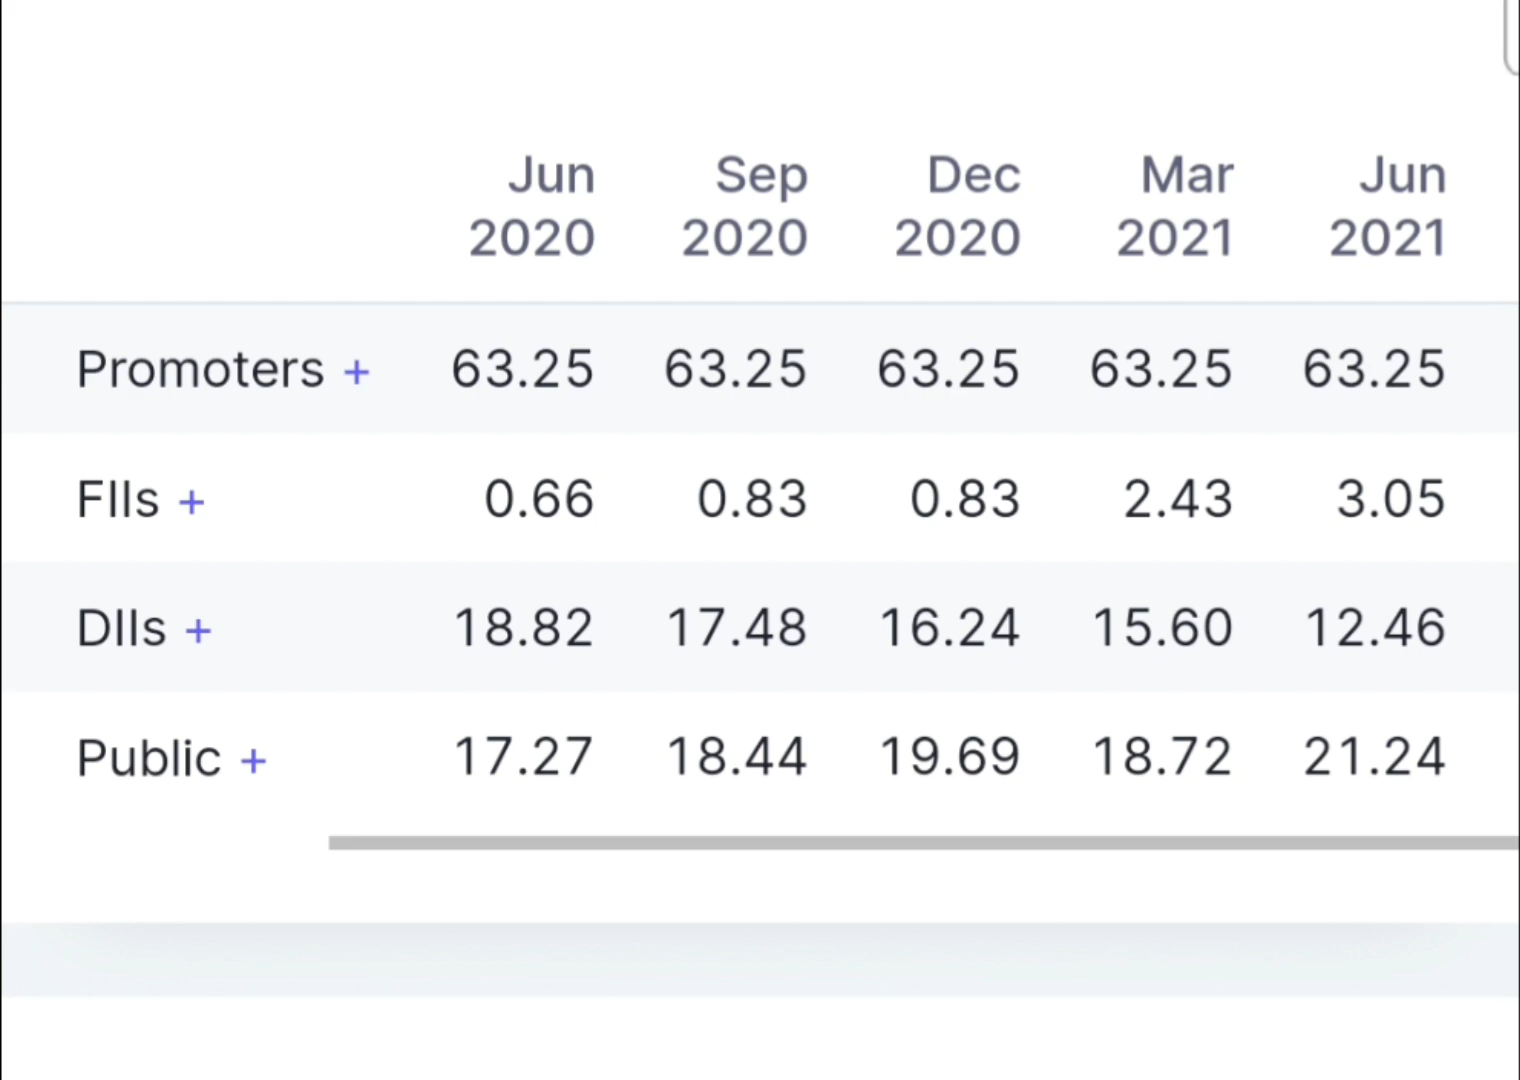 Jun Sep Dec Mar Jun
2020 2020 2020 2021 2021
Promoters + 63.25 63.25 63.25 63.25 63.25
FIIs + 0.66 0.83 0.83 2.43 3.05
DIIs + 18.82 17.48 16.24 15.60 12.46
Public + 17.27 18.44 19.69 18.72 21.24